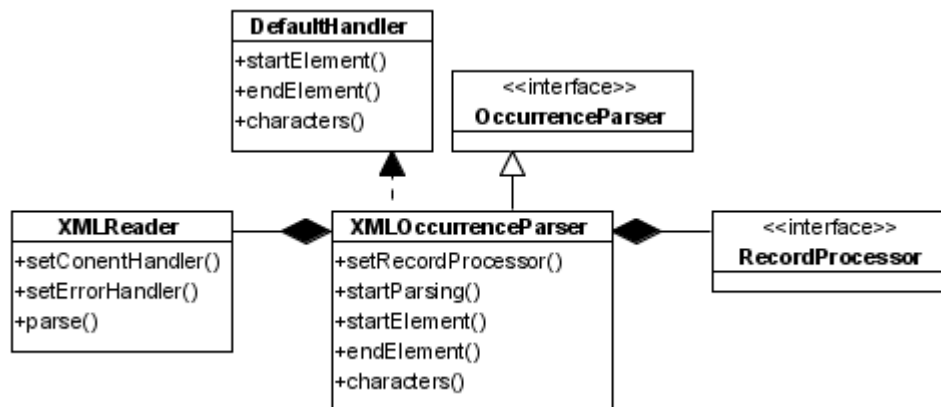 DefaultHandler
+startElement()
+endElement()
+characters()
<<interface>>
OccurrenceParser
XMLReader
+setConentHandler()
+setErrorHandler()
+parse()
XMLOccurrenceParser
+setRecordProcessor()
+startParsing()
+startElement()
+endElement()
+characters()
<<interface>>
RecordProcessor